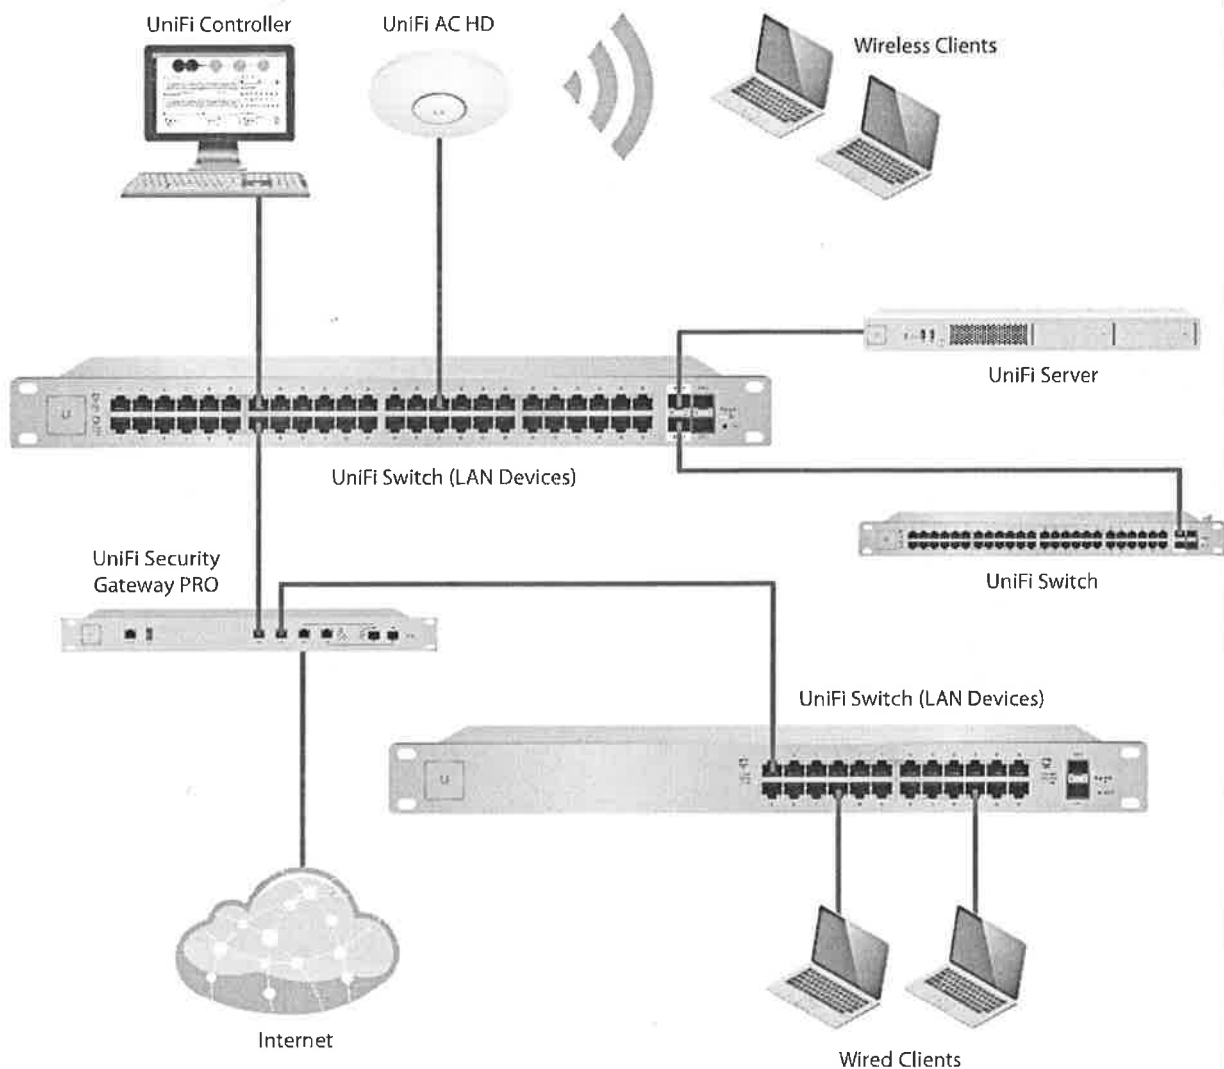 UniFi Controller
UniFi AC HD
Wireless Clients
UniFi Server
UniFi Switch (LAN Devices)
UniFi Switch
UniFi Security
Gateway PRO
UniFi Switch (LAN Devices)
Internet
Wired Clients